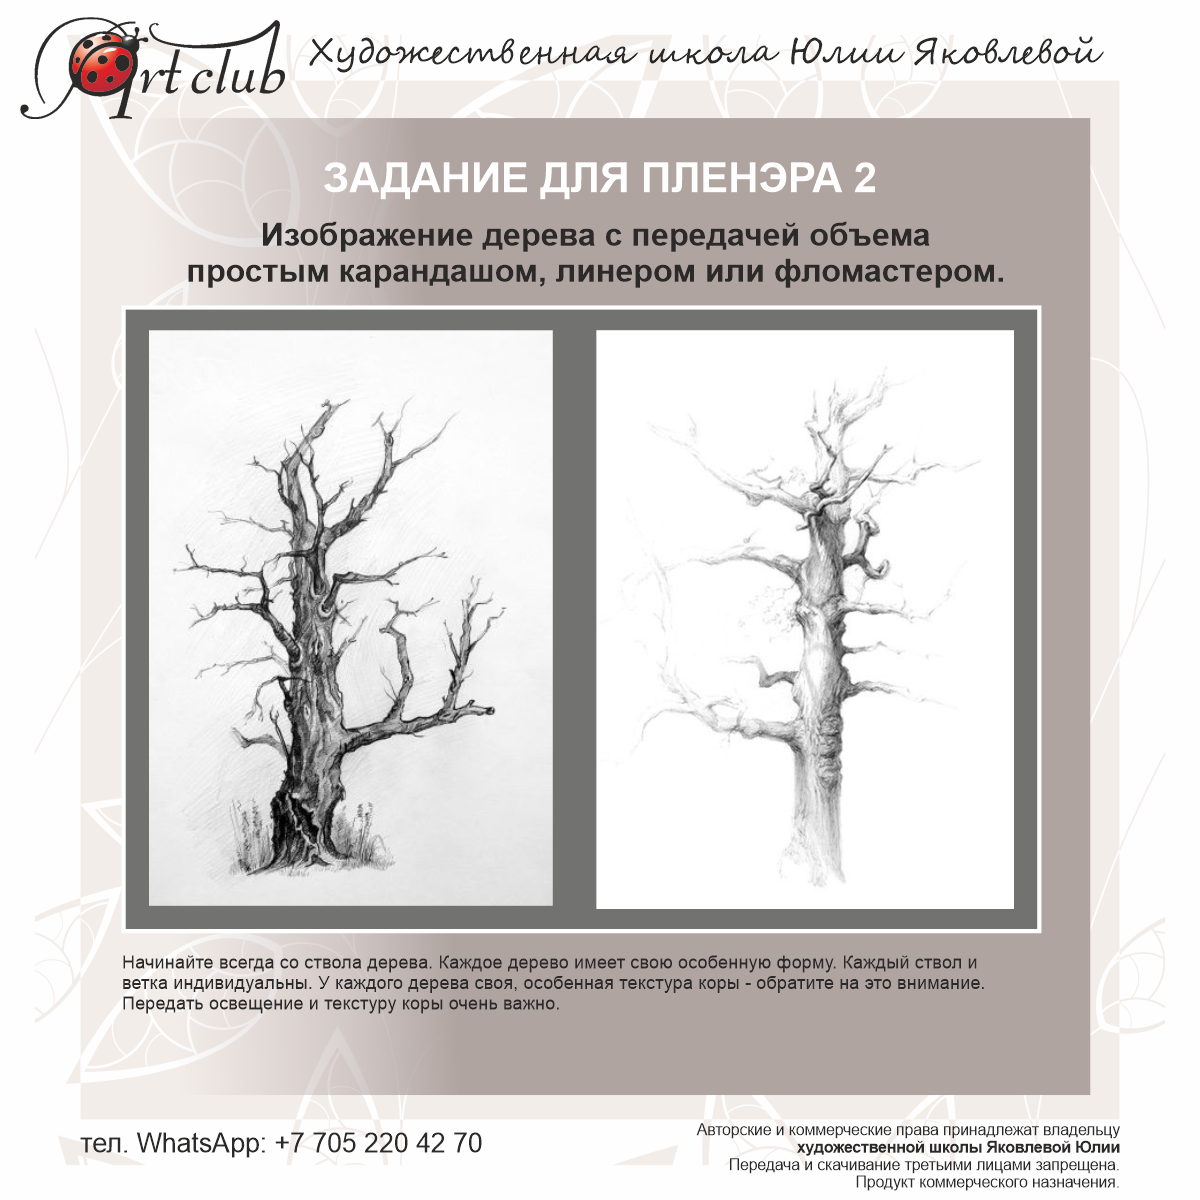 Art club
Художественная школа Юлии Яковлевой
ЗАДАНИЕ ДЛЯ ПЛЕНЭРА 2
Изображение дерева с передачей объема
простым карандашом, линером или фломастером.
Начинайте всегда со ствола дерева. Каждое дерево имеет свою особенную форму. Каждый ствол и
ветка индивидуальны. У каждого дерева своя, особенная текстура коры - обратите на это внимание.
Передать освещение и текстуру коры очень важно.
тел. WhatsApp: +7 705 220 42 70
Авторские и коммерческие права принадлежат владельцу
художественной школы Яковлевой Юлии
Передача и скачивание третьими лицами запрещена.
Продукт коммерческого назначения.